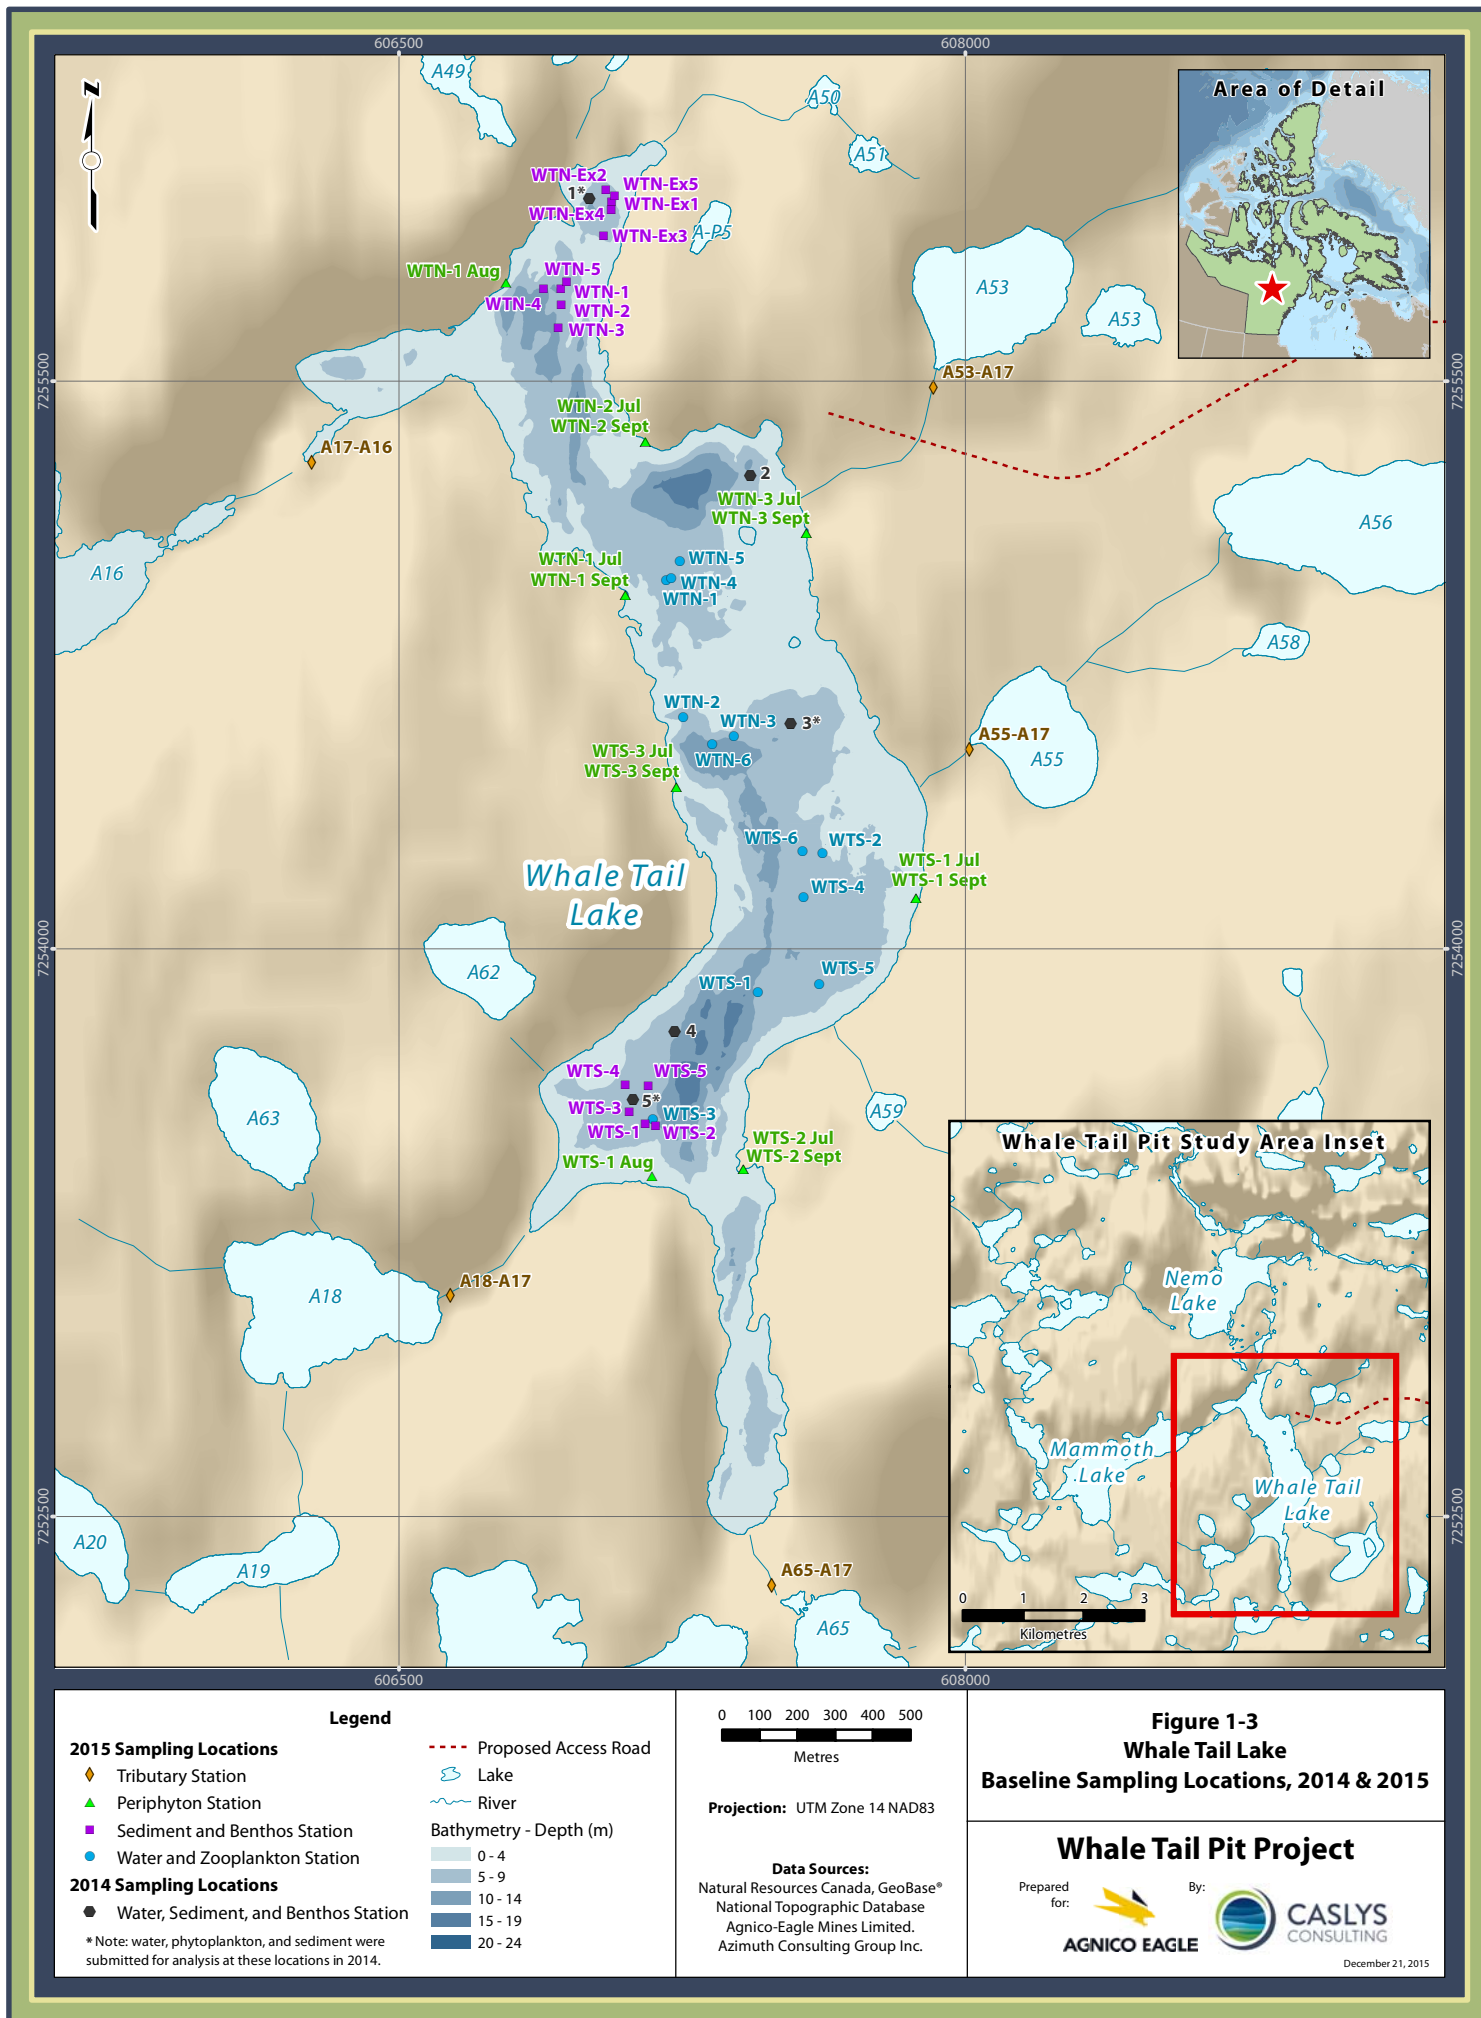 606500
608000
A49
A50
A51
Area of Detail
z
WTN-Ex2
1*
WTN-Ex5
WTN-Ex1
WTN-Ex4
WTN-Ex3
A-P5
WTN-1 Aug
WTN-5
WTN-1
WTN-4
WTN-2
WTN-3
A53
A53
7255500
7255500
A53-A17
WTN-2 Jul
WTN-2 Sept
A17-A16
2
WTN-3 Jul
WTN-3 Sept
A56
A16
WTN-1 Jul
WTN-1 Sept
WTN-5
WTN-4
WTN-1
A58
WTN-2
WTN-3
3*
WTN-6
WTS-3 Jul
WTS-3 Sept
A55-A17
A55
WTS-6
WTS-2
WTS-4
WTS-1 Jul
WTS-1 Sept
Whale Tail
Lake
7254000
7254000
A62
WTS-1
WTS-5
4
WTS-4
WTS-5
5*
WTS-3
WTS-3
WTS-1
WTS-2
A63
A59
WTS-1 Aug
WTS-2 Jul
WTS-2 Sept
A18
A18-A17
Whale Tail Pit Study Area Inset
Nemo
Lake
Mammoth
Lake
Whale Tail
Lake
0 1 2 3
Kilometres
7252500
7252500
A20
A19
A65-A17
A65
606500
608000
Legend
2015 Sampling Locations
Tributary Station
Periphyton Station
Sediment and Benthos Station
Water and Zooplankton Station
2014 Sampling Locations
Water, Sediment, and Benthos Station
* Note: water, phytoplankton, and sediment were
submitted for analysis at these locations in 2014.
Proposed Access Road
Lake
River
Bathymetry - Depth (m)
0 - 4
5 - 9
10 - 14
15 - 19
20 - 24
0 100 200 300 400 500
Metres
Projection: UTM Zone 14 NAD83
Data Sources:
Natural Resources Canada, GeoBase®
National Topographic Database
Agnico-Eagle Mines Limited.
Azimuth Consulting Group Inc.
Figure 1-3
Whale Tail Lake
Baseline Sampling Locations, 2014 & 2015
Whale Tail Pit Project
Prepared
for:
AGNICO EAGLE
By:
CASLYS
CONSULTING
December 21, 2015